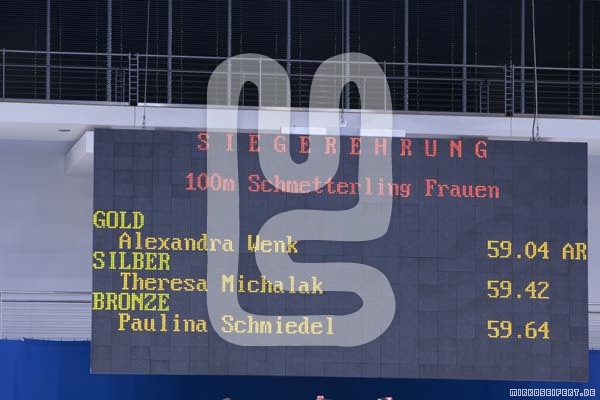 SIEGEREHRUNG
100m Schmetterling Frauen
GOLD
Alexandra Wenk 59.04 AR
SILBER
Theresa Michalak 59.42
BRONZE
Paulina Schmiedel 59.64
MIRKOSEIFERT.DE